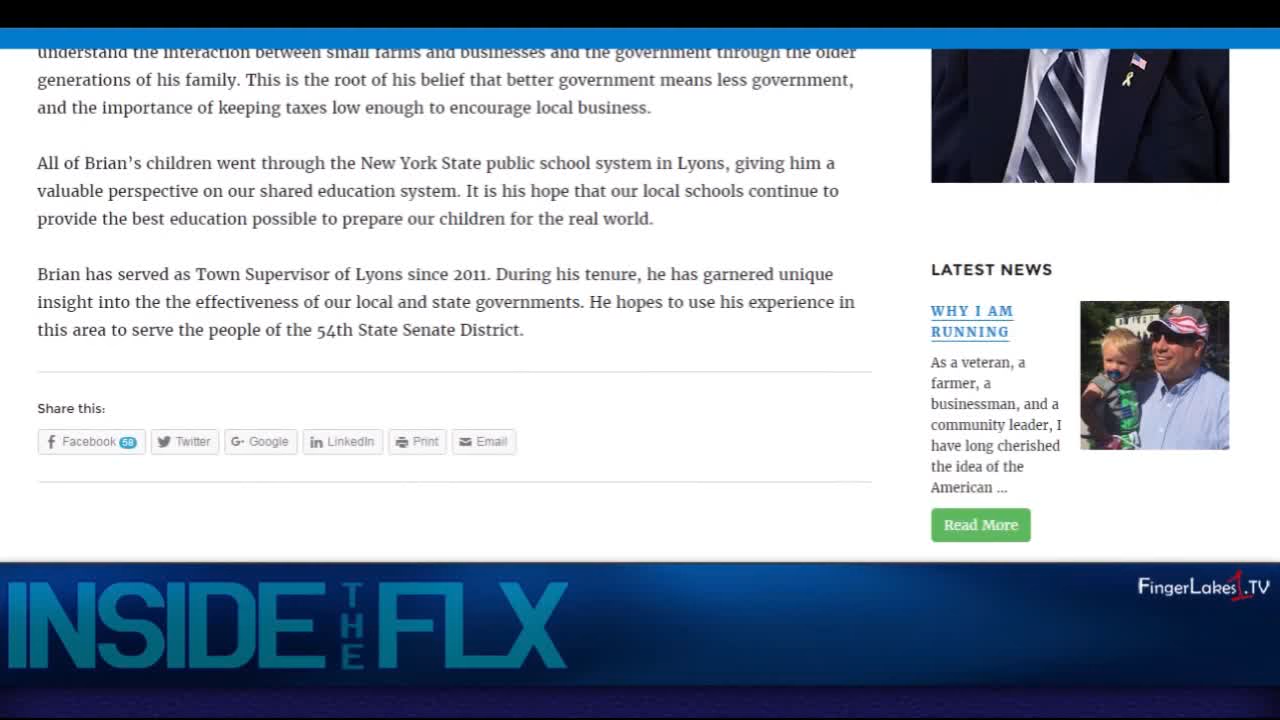 understand the interaction between small farms and businesses and the government through the older
generations of his family. This is the root of his belief that better government means less government,
and the importance of keeping taxes low enough to encourage local business.
All of Brian's children went through the New York State public school system in Lyons, giving him a
valuable perspective on our shared education system. It is his hope that our local schools continue to
provide the best education possible to prepare our children for the real world.
Brian has served as Town Supervisor of Lyons since 2011. During his tenure, he has garnered unique
insight into the the effectiveness of our local and state governments. He hopes to use his experience in
this area to serve the people of the 54th State Senate District.
Share this:
Facebook 58 Twitter G+ Google in LinkedIn Print Email
LATEST NEWS
WHY I AM
RUNNING
As a veteran, a
farmer, a
businessman, and a
community leader, I
have long cherished
the idea of the
American ...
Read More
INSIDE THE FLX
FingerLakes1.TV